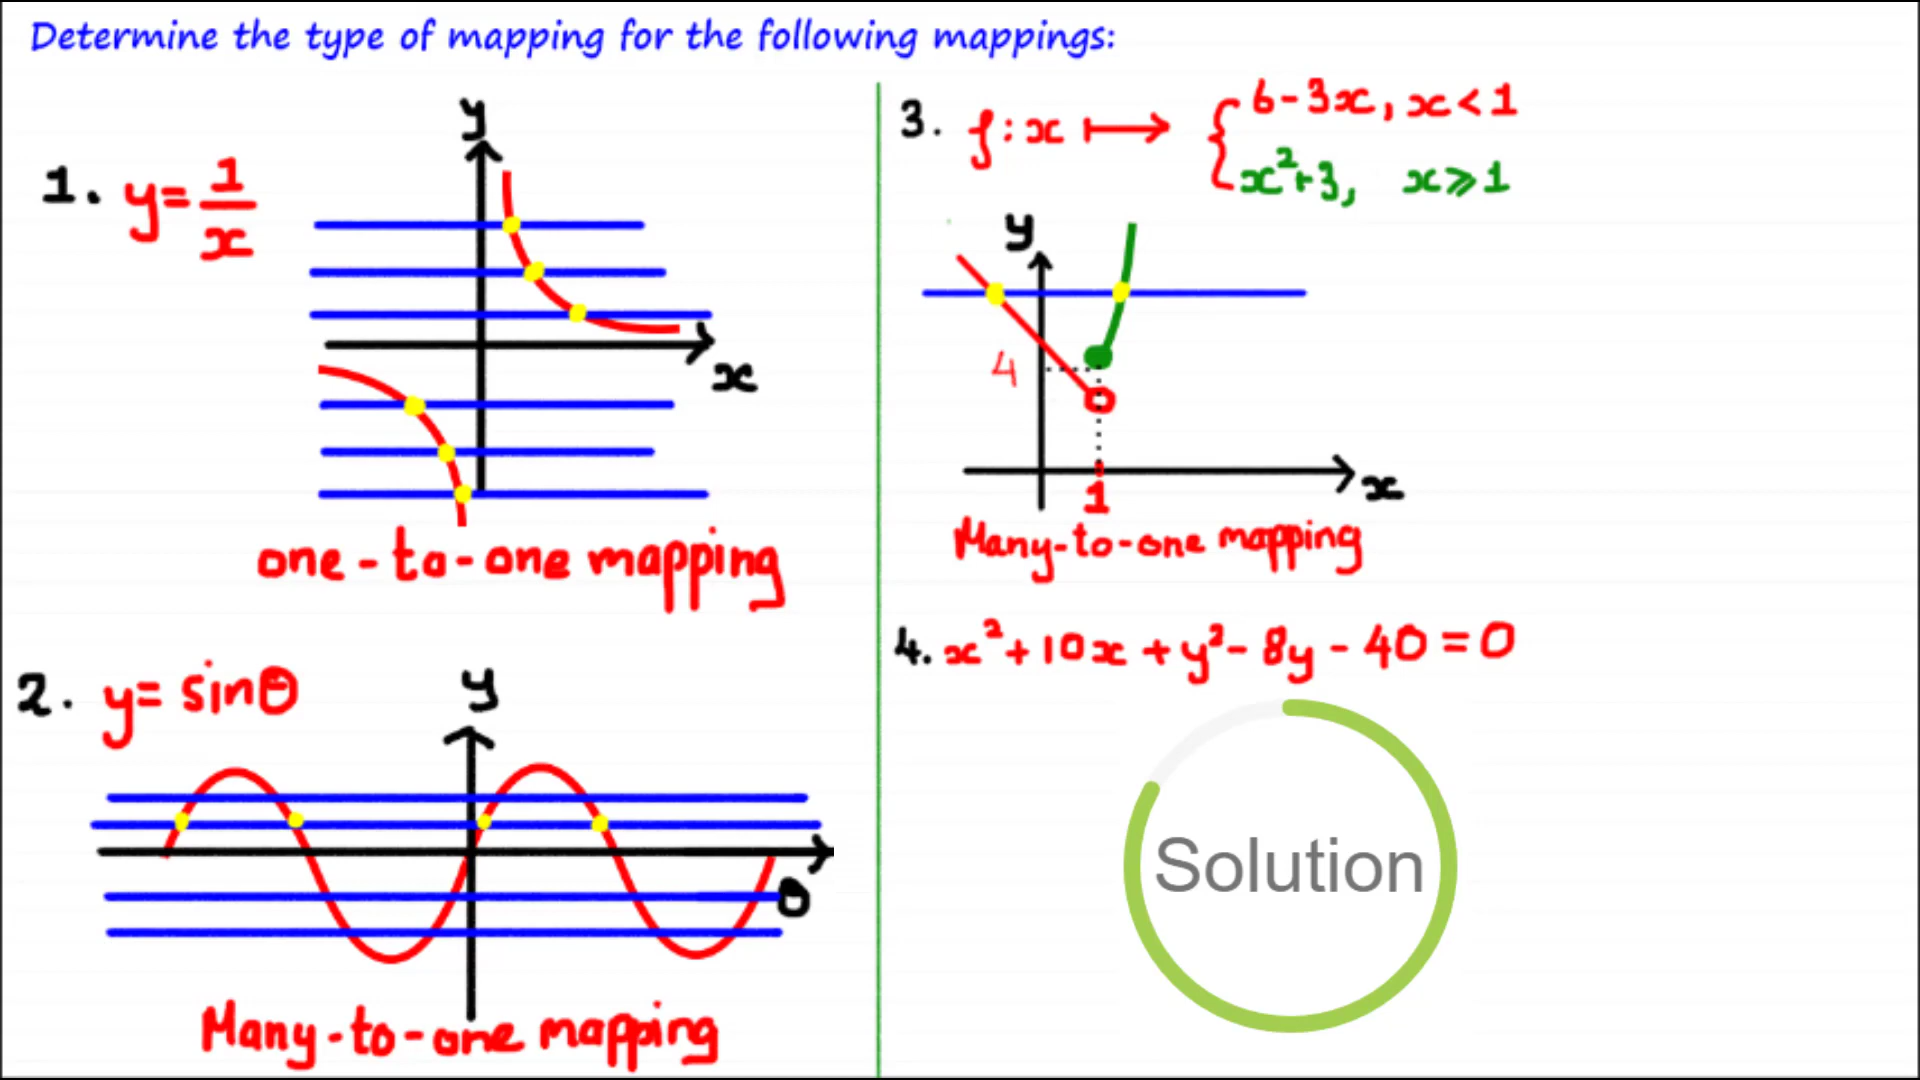 Determine the type of mapping for the following mappings:
1. y = 1/x
y
x
one-to-one mapping
2. y = sinθ
y
θ
Many-to-one mapping
3. f : x ↦ { 6-3x, x < 1
x²+3, x ⩾ 1
y
4
1
x
Many-to-one mapping
4. x² + 10x + y² - 8y - 40 = 0
Solution